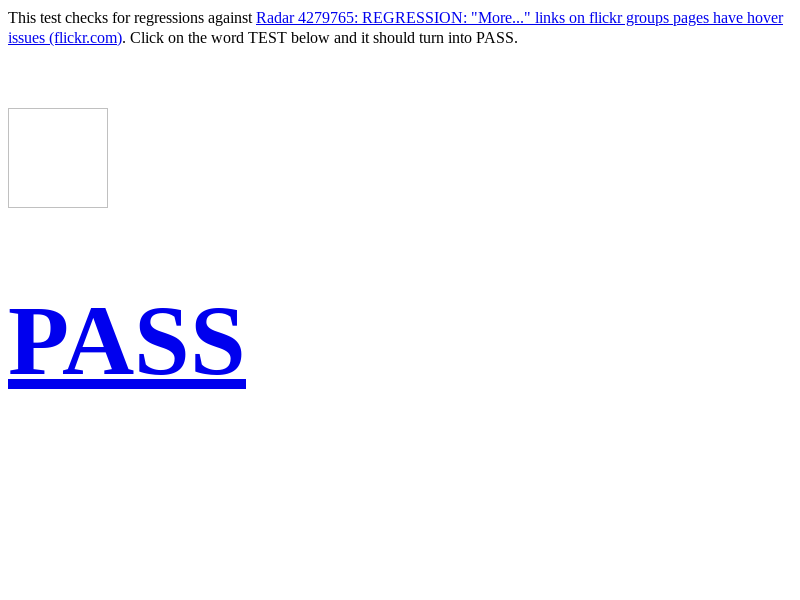 This test checks for regressions against Radar 4279765: REGRESSION: "More..." links on flickr groups pages have hover
issues (flickr.com). Click on the word TEST below and it should turn into PASS.
PASS